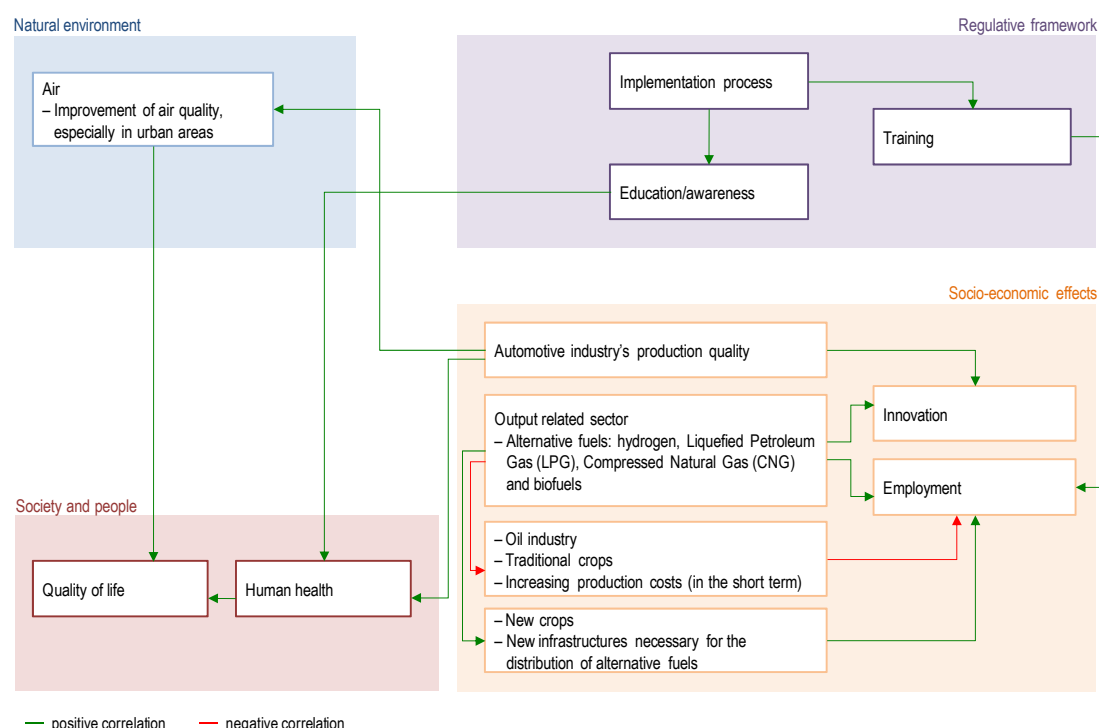 Natural environment
Regulative framework
Air
– Improvement of air quality,
especially in urban areas
Implementation process
Training
Education/awareness
Socio-economic effects
Automotive industry's production quality
Innovation
Output related sector
– Alternative fuels: hydrogen, Liquefied Petroleum
Gas (LPG), Compressed Natural Gas (CNG)
and biofuels
Employment
Society and people
– Oil industry
– Traditional crops
– Increasing production costs (in the short term)
Quality of life
Human health
– New crops
– New infrastructures necessary for the
distribution of alternative fuels
positive correlation
negative correlation